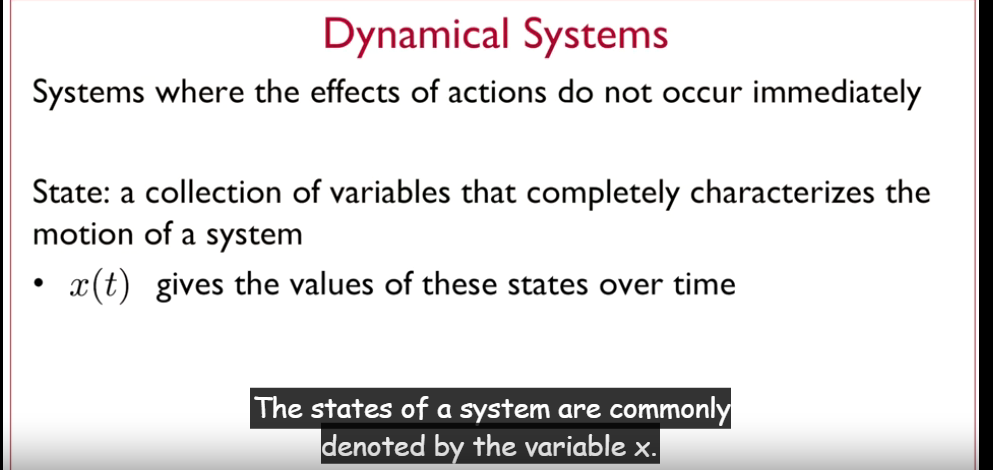 Dynamical Systems
Systems where the effects of actions do not occur immediately
State: a collection of variables that completely characterizes the
motion of a system
• x(t) gives the values of these states over time
The states of a system are commonly
denoted by the variable x.